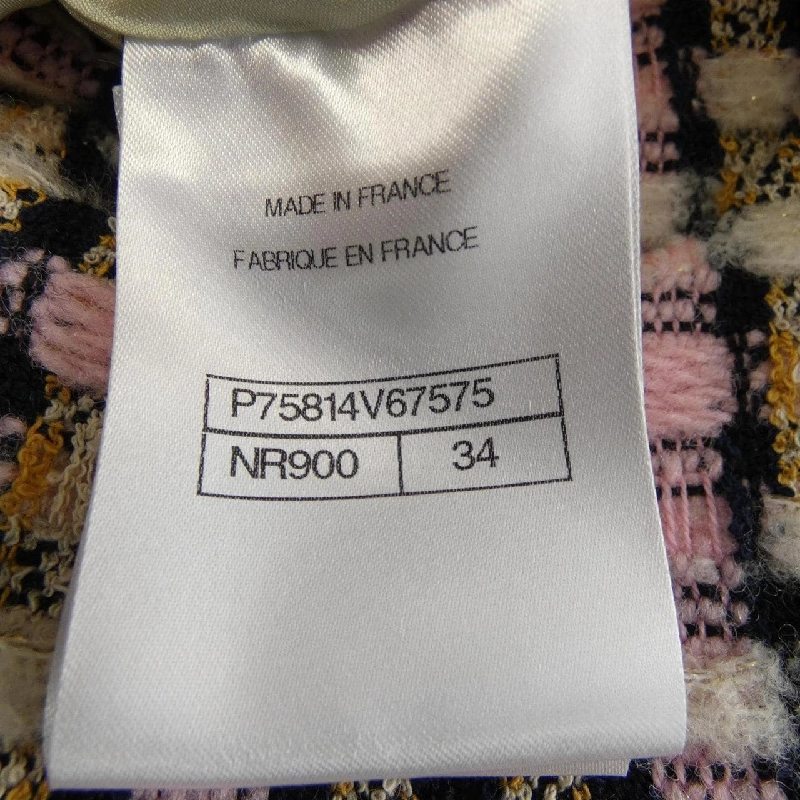 MADE IN FRANCE
FABRIQUE EN FRANCE
P75814V67575
NR900 34